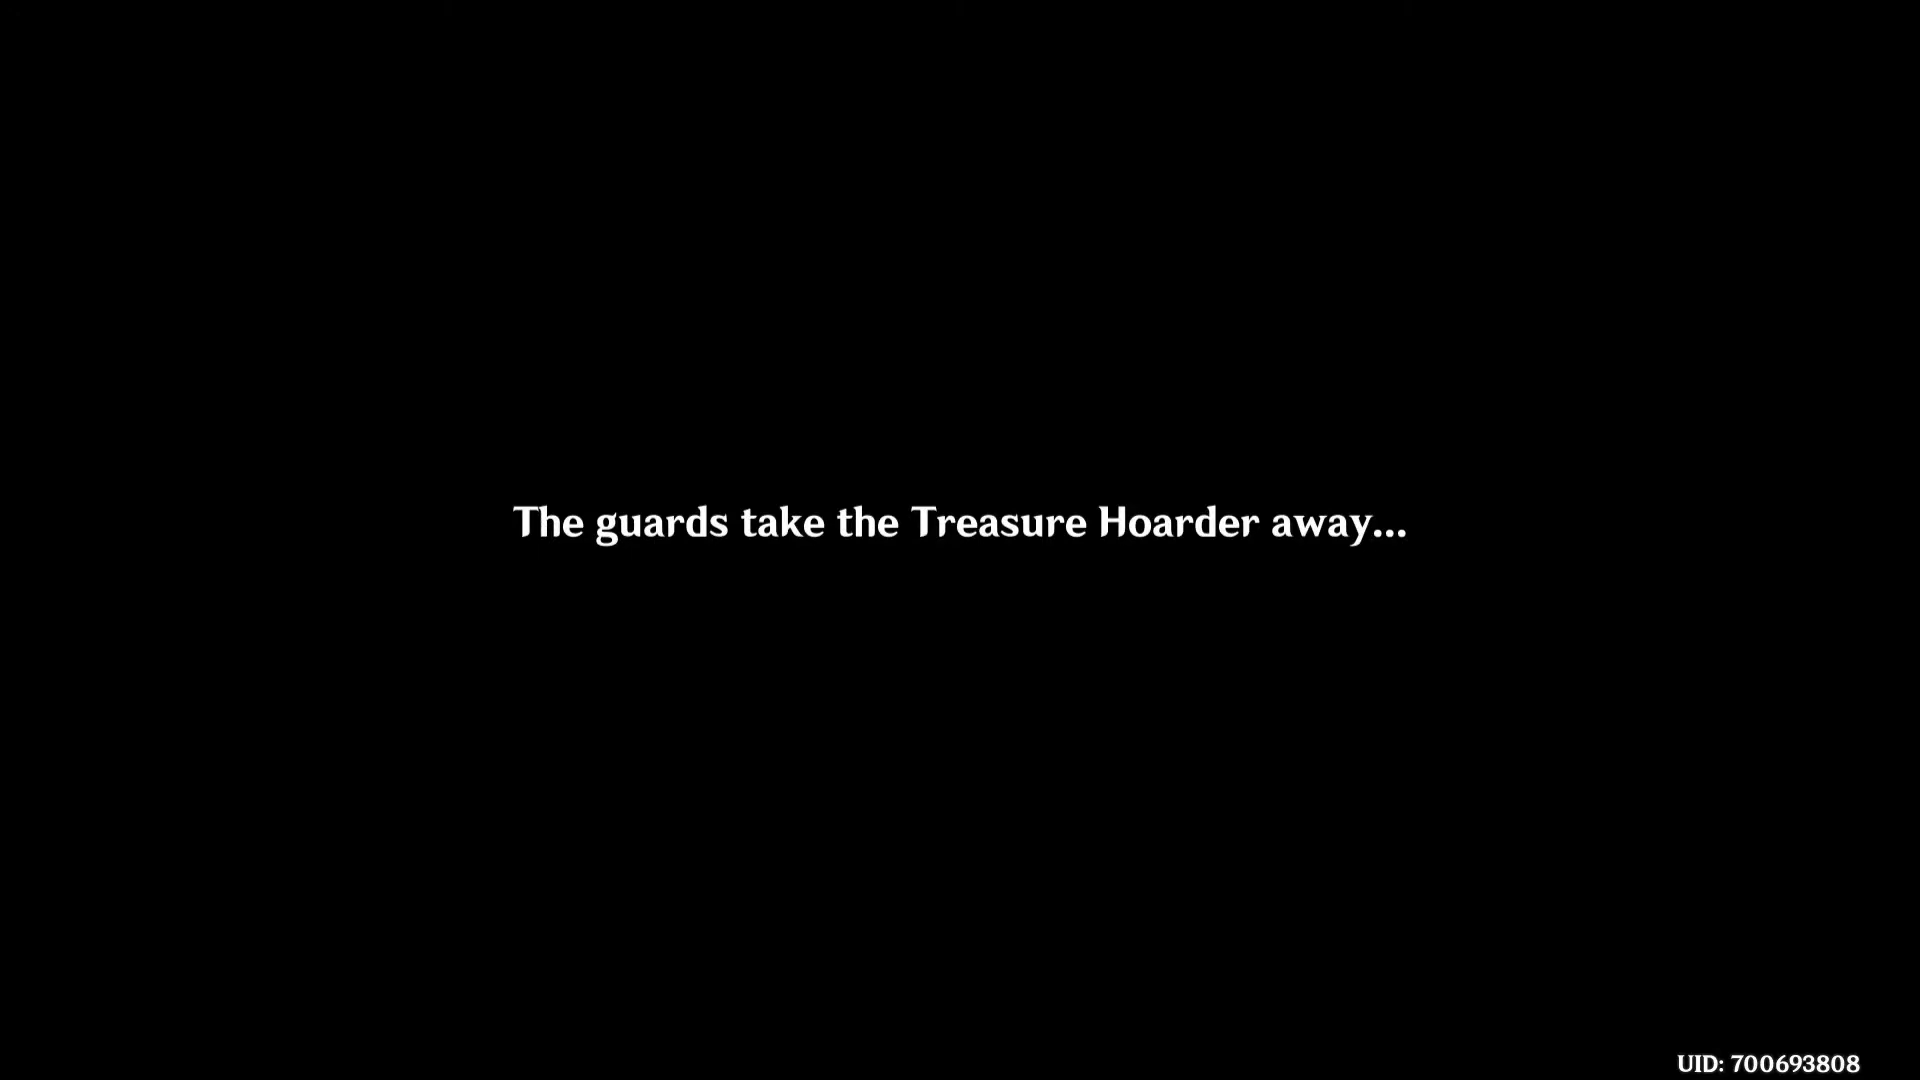 The guards take the Treasure Hoarder away...
UID: 700693808